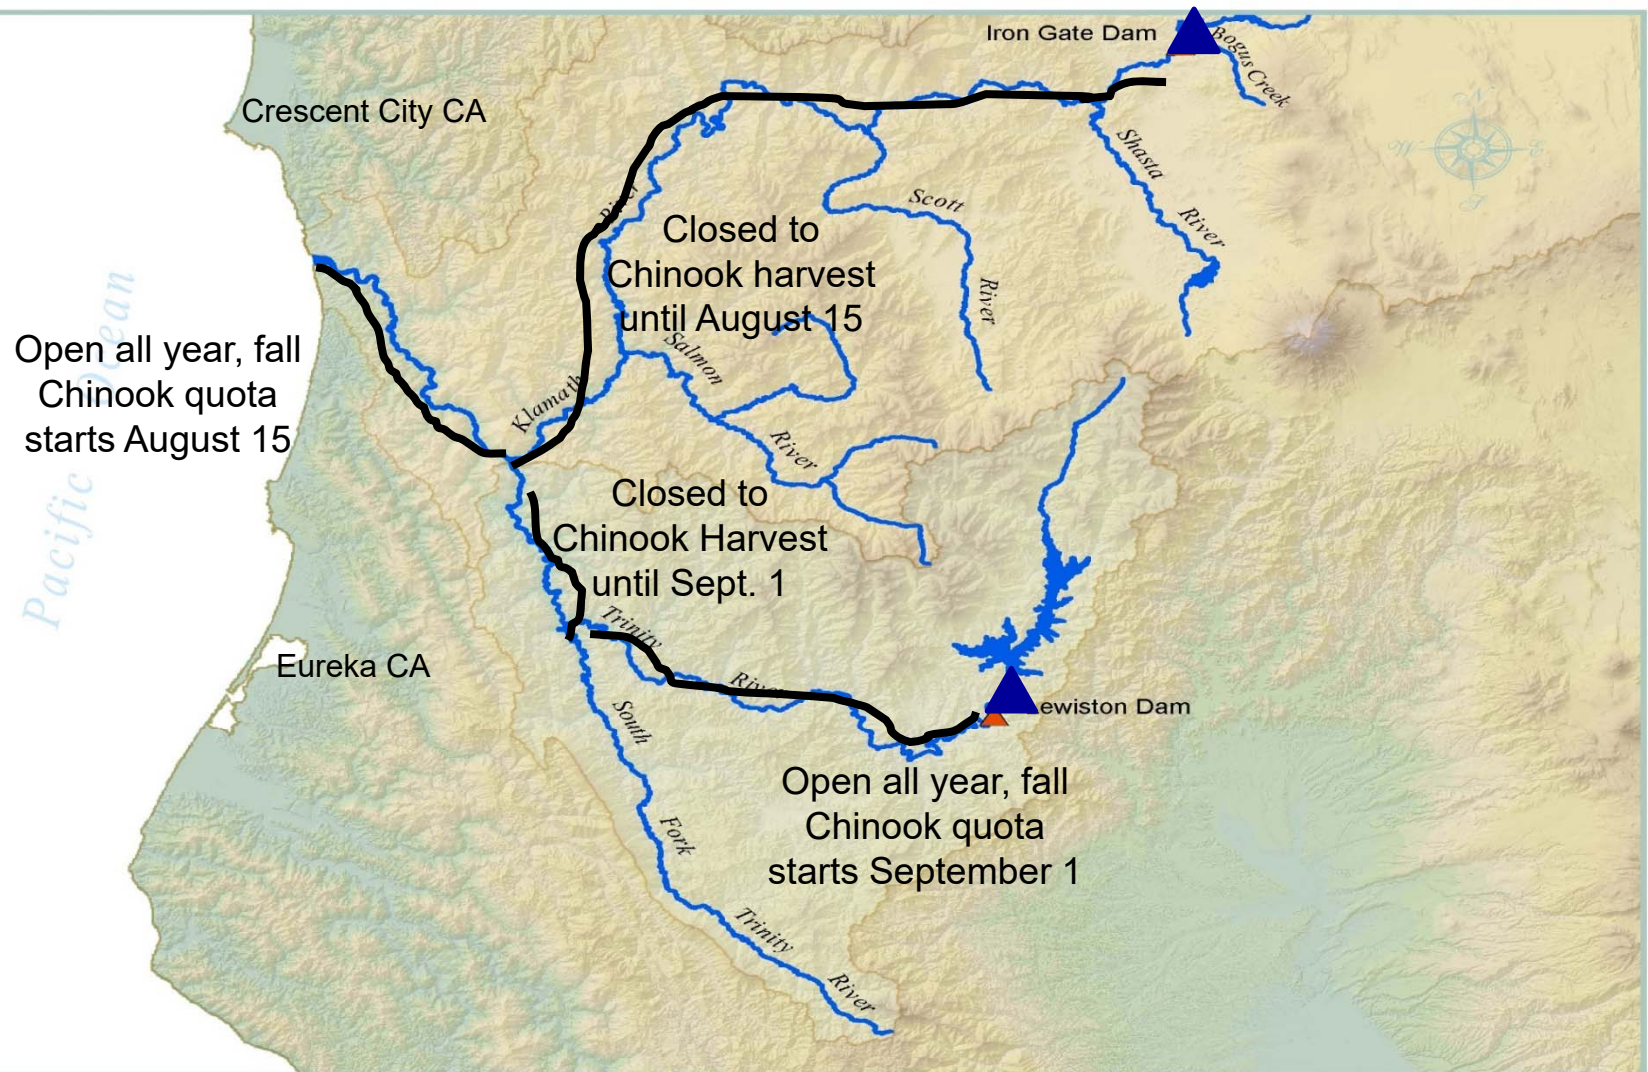 Iron Gate Dam
Bogus Creek
Crescent City CA
Shasta
River
W
E
S
Scott
River
River
Closed to
Chinook harvest
until August 15
Pacific Ocean
Open all year, fall
Chinook quota
starts August 15
Salmon
River
Klamath
Closed to
Chinook Harvest
until Sept. 1
Trinity
River
Eureka CA
ewiston Dam
South
Fork
Trinity
River
Open all year, fall
Chinook quota
starts September 1